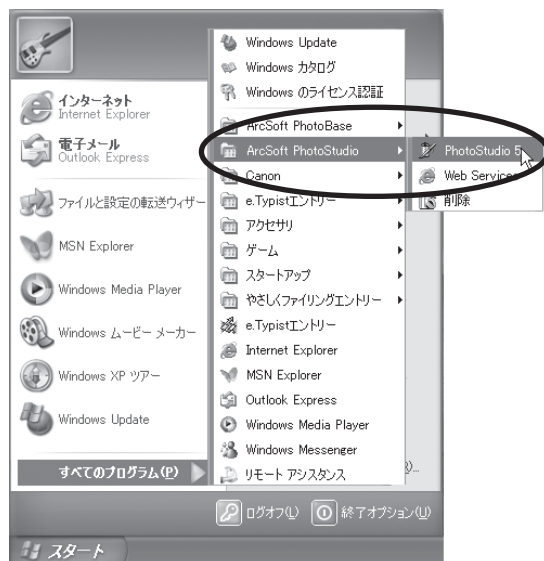 インターネット
Internet Explorer
電子メール
Outlook Express
ファイルと設定の転送ウィザー
MSN Explorer
Windows Media Player
Windows ムービー メーカー
Windows XP ツアー
Windows Update
すべてのプログラム(P)
Windows Update
Windows カタログ
Windows のライセンス認証
ArcSoft PhotoBase
ArcSoft PhotoStudio
Canon
e.Typistエントリー
アクセサリ
ゲーム
スタートアップ
やさしくファイリングエントリー
e.Typistエントリー
Internet Explorer
MSN Explorer
Outlook Express
Windows Media Player
Windows Messenger
リモート アシスタンス
PhotoStudio 5
Web Services
削除
ログオフ(L)
終了オプション(U)
スタート